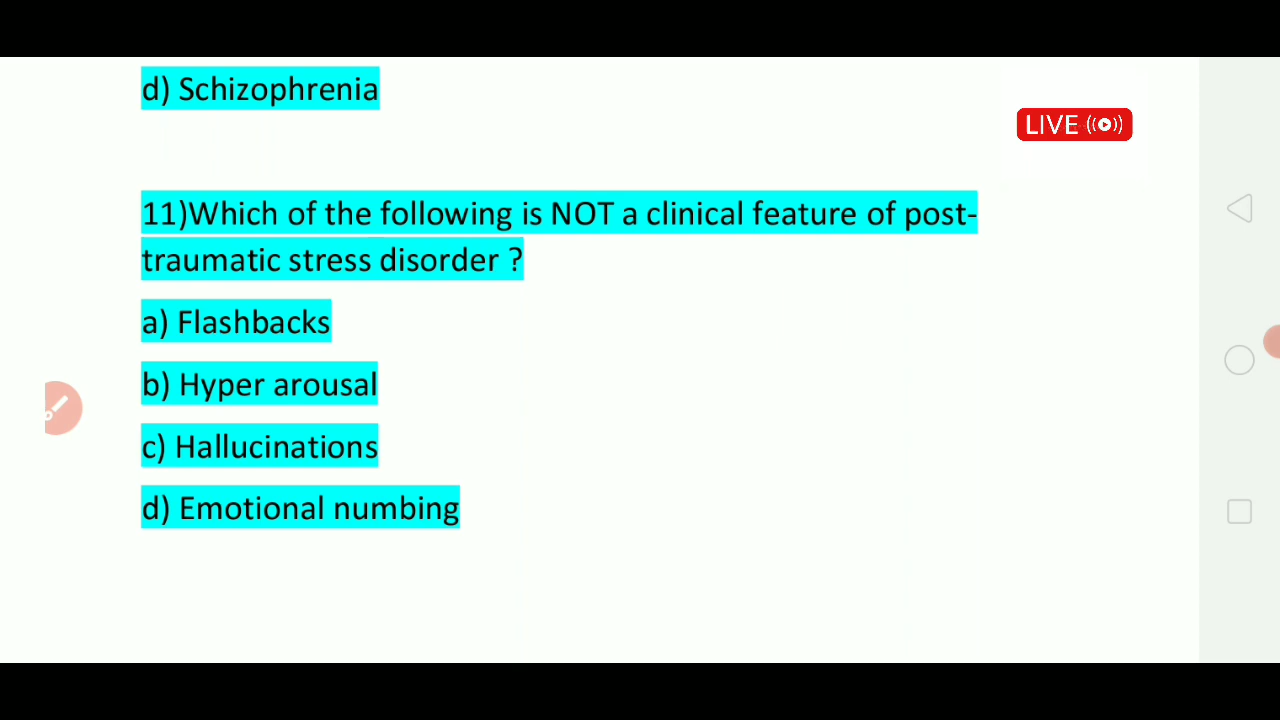 d) Schizophrenia
LIVE
11)Which of the following is NOT a clinical feature of post-
traumatic stress disorder ?
a) Flashbacks
b) Hyper arousal
c) Hallucinations
d) Emotional numbing